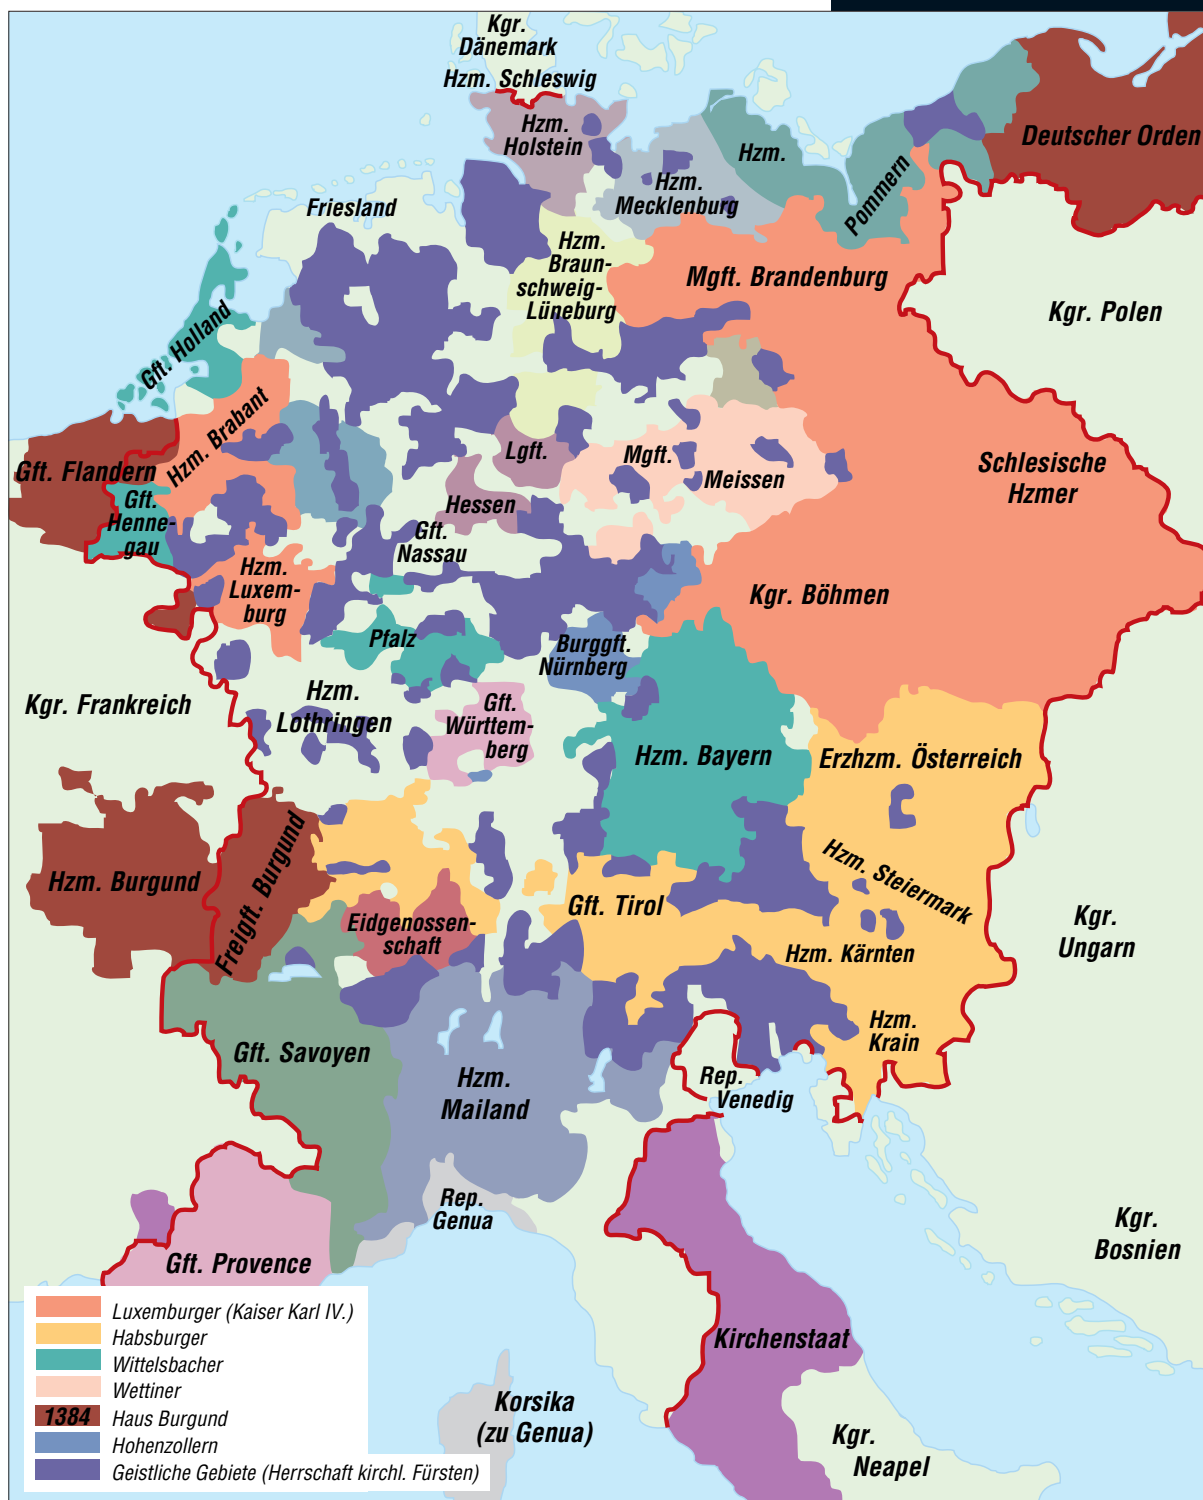 Kgr.
Dänemark
Hzm. Schleswig
Hzm.
Holstein
Hzm.
Mecklenburg
Hzm.
Pommern
Deutscher Orden
Friesland
Hzm.
Braun-
schweig-
Lüneburg
Mgft. Brandenburg
Kgr. Polen
Gft. Holland
Hzm. Brabant
Gft. Flandern
Gft.
Henne-
gau
Lgft.
Hessen
Mgft.
Meissen
Schlesische
Hzmer
Gft.
Nassau
Hzm.
Luxem-
burg
Kgr. Böhmen
Pfalz
Burggft.
Nürnberg
Kgr. Frankreich
Hzm.
Lothringen
Gft.
Württem-
berg
Hzm. Bayern
Erzhzm. Österreich
Hzm. Burgund
Freigft. Burgund
Eidgenossen-
schaft
Gft. Tirol
Hzm. Steiermark
Kgr.
Ungarn
Hzm. Kärnten
Hzm.
Krain
Gft. Savoyen
Hzm.
Mailand
Rep.
Venedig
Rep.
Genua
Gft. Provence
Kgr.
Bosnien
Kirchenstaat
Korsika
(zu Genua)
Kgr.
Neapel
Luxemburger (Kaiser Karl IV.)
Habsburger
Wittelsbacher
Wettiner
1384 Haus Burgund
Hohenzollern
Geistliche Gebiete (Herrschaft kirchl. Fürsten)